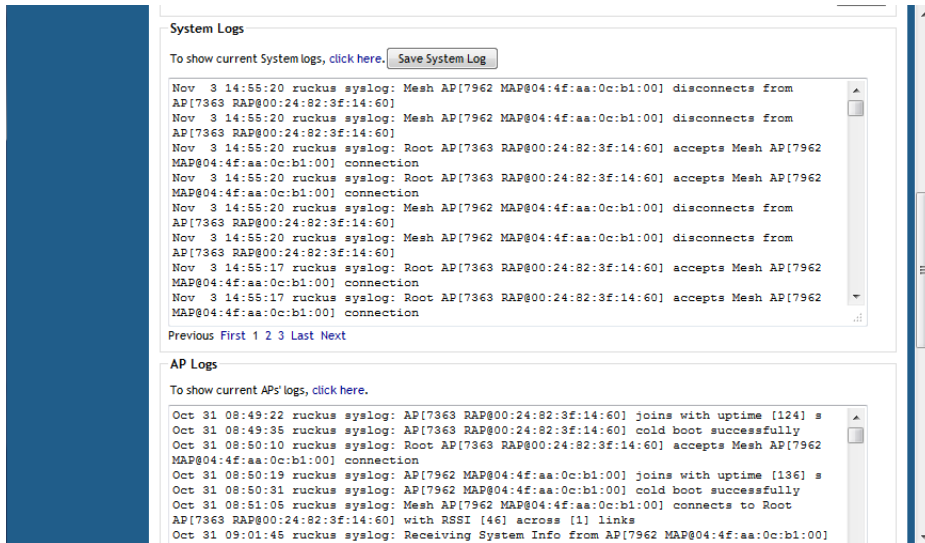 System Logs
To show current System logs, click here. Save System Log
Nov  3 14:55:20 ruckus syslog: Mesh AP[7962 MAP@04:4f:aa:0c:b1:00] disconnects from
AP[7363 RAP@00:24:82:3f:14:60]
Nov  3 14:55:20 ruckus syslog: Mesh AP[7962 MAP@04:4f:aa:0c:b1:00] disconnects from
AP[7363 RAP@00:24:82:3f:14:60]
Nov  3 14:55:20 ruckus syslog: Root AP[7363 RAP@00:24:82:3f:14:60] accepts Mesh AP[7962
MAP@04:4f:aa:0c:b1:00] connection
Nov  3 14:55:20 ruckus syslog: Root AP[7363 RAP@00:24:82:3f:14:60] accepts Mesh AP[7962
MAP@04:4f:aa:0c:b1:00] connection
Nov  3 14:55:20 ruckus syslog: Mesh AP[7962 MAP@04:4f:aa:0c:b1:00] disconnects from
AP[7363 RAP@00:24:82:3f:14:60]
Nov  3 14:55:20 ruckus syslog: Mesh AP[7962 MAP@04:4f:aa:0c:b1:00] disconnects from
AP[7363 RAP@00:24:82:3f:14:60]
Nov  3 14:55:17 ruckus syslog: Root AP[7363 RAP@00:24:82:3f:14:60] accepts Mesh AP[7962
MAP@04:4f:aa:0c:b1:00] connection
Nov  3 14:55:17 ruckus syslog: Root AP[7363 RAP@00:24:82:3f:14:60] accepts Mesh AP[7962
MAP@04:4f:aa:0c:b1:00] connection
Previous First 1 2 3 Last Next
AP Logs
To show current APs' logs, click here.
Oct 31 08:49:22 ruckus syslog: AP[7363 RAP@00:24:82:3f:14:60] joins with uptime [124] s
Oct 31 08:49:35 ruckus syslog: AP[7363 RAP@00:24:82:3f:14:60] cold boot successfully
Oct 31 08:50:10 ruckus syslog: Root AP[7363 RAP@00:24:82:3f:14:60] accepts Mesh AP[7962
MAP@04:4f:aa:0c:b1:00] connection
Oct 31 08:50:19 ruckus syslog: AP[7962 MAP@04:4f:aa:0c:b1:00] joins with uptime [136] s
Oct 31 08:50:31 ruckus syslog: AP[7962 MAP@04:4f:aa:0c:b1:00] cold boot successfully
Oct 31 08:51:05 ruckus syslog: Mesh AP[7962 MAP@04:4f:aa:0c:b1:00] connects to Root
AP[7363 RAP@00:24:82:3f:14:60] with RSSI [46] across [1] links
Oct 31 09:01:45 ruckus syslog: Receiving System Info from AP[7962 MAP@04:4f:aa:0c:b1:00]